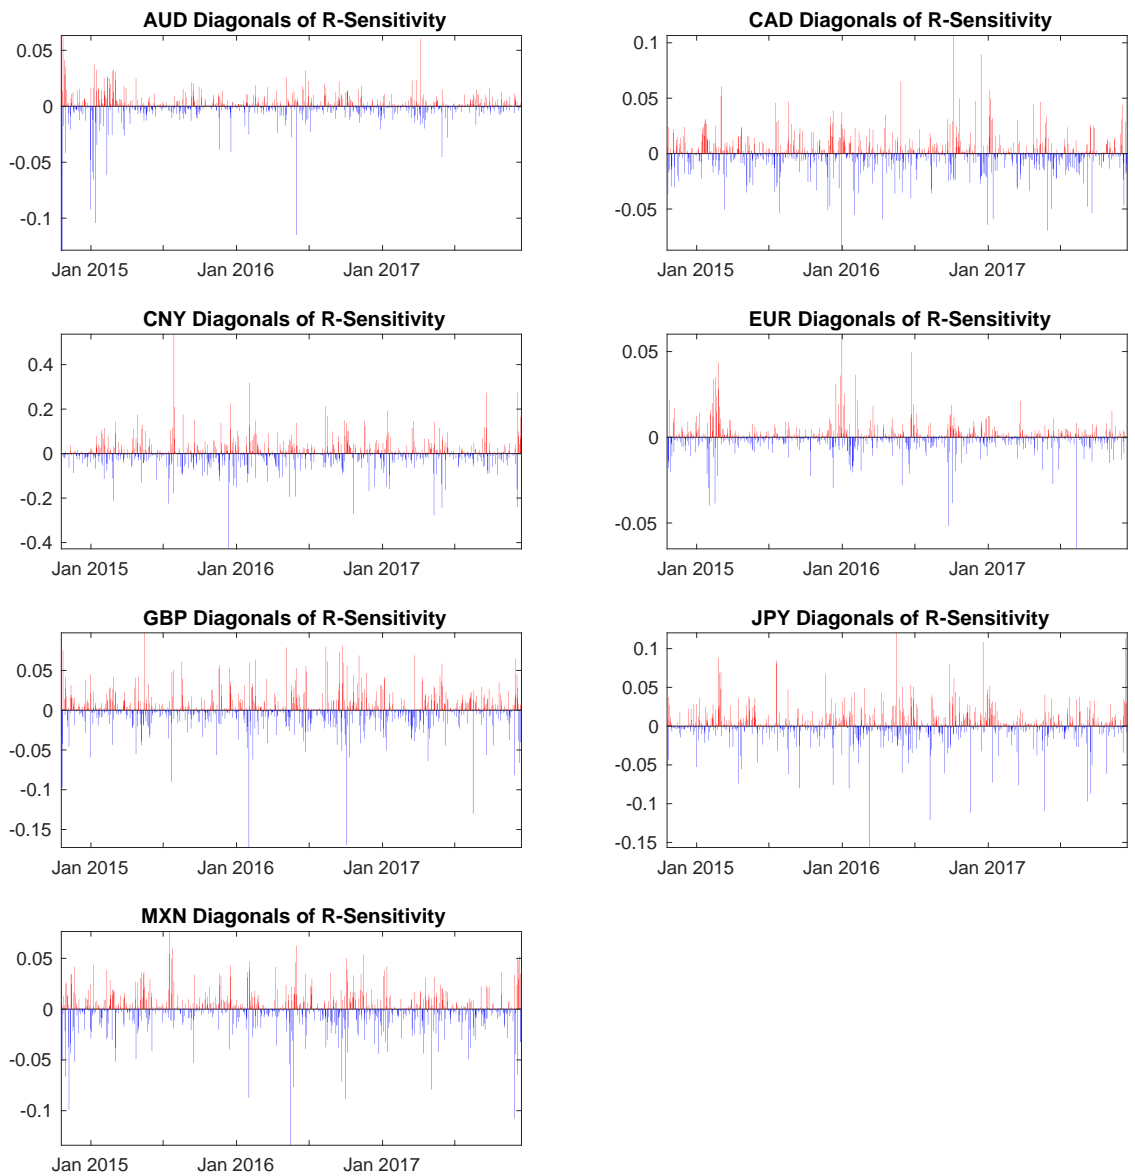 AUD Diagonals of R-Sensitivity
0.05
0
-0.05
-0.1
Jan 2015 Jan 2016 Jan 2017
CAD Diagonals of R-Sensitivity
0.1
0.05
0
-0.05
Jan 2015 Jan 2016 Jan 2017
CNY Diagonals of R-Sensitivity
0.4
0.2
0
-0.2
-0.4
Jan 2015 Jan 2016 Jan 2017
EUR Diagonals of R-Sensitivity
0.05
0
-0.05
Jan 2015 Jan 2016 Jan 2017
GBP Diagonals of R-Sensitivity
0.05
0
-0.05
-0.1
-0.15
Jan 2015 Jan 2016 Jan 2017
JPY Diagonals of R-Sensitivity
0.1
0.05
0
-0.05
-0.1
-0.15
Jan 2015 Jan 2016 Jan 2017
MXN Diagonals of R-Sensitivity
0.05
0
-0.05
-0.1
Jan 2015 Jan 2016 Jan 2017